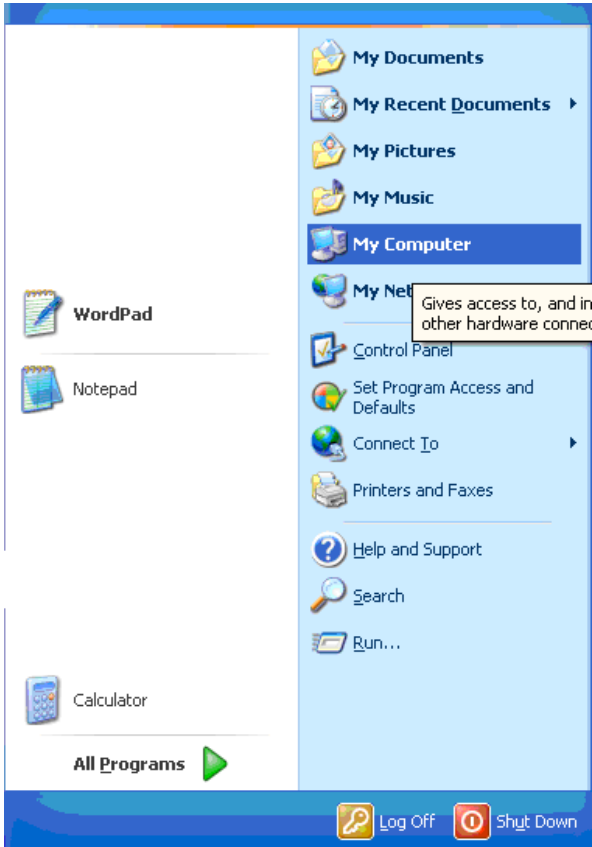 WordPad
Notepad
Calculator
All Programs
My Documents
My Recent Documents
My Pictures
My Music
My Computer
My Net
Gives access to, and in
other hardware connec
Control Panel
Set Program Access and
Defaults
Connect To
Printers and Faxes
Help and Support
Search
Run...
Log Off
Shut Down